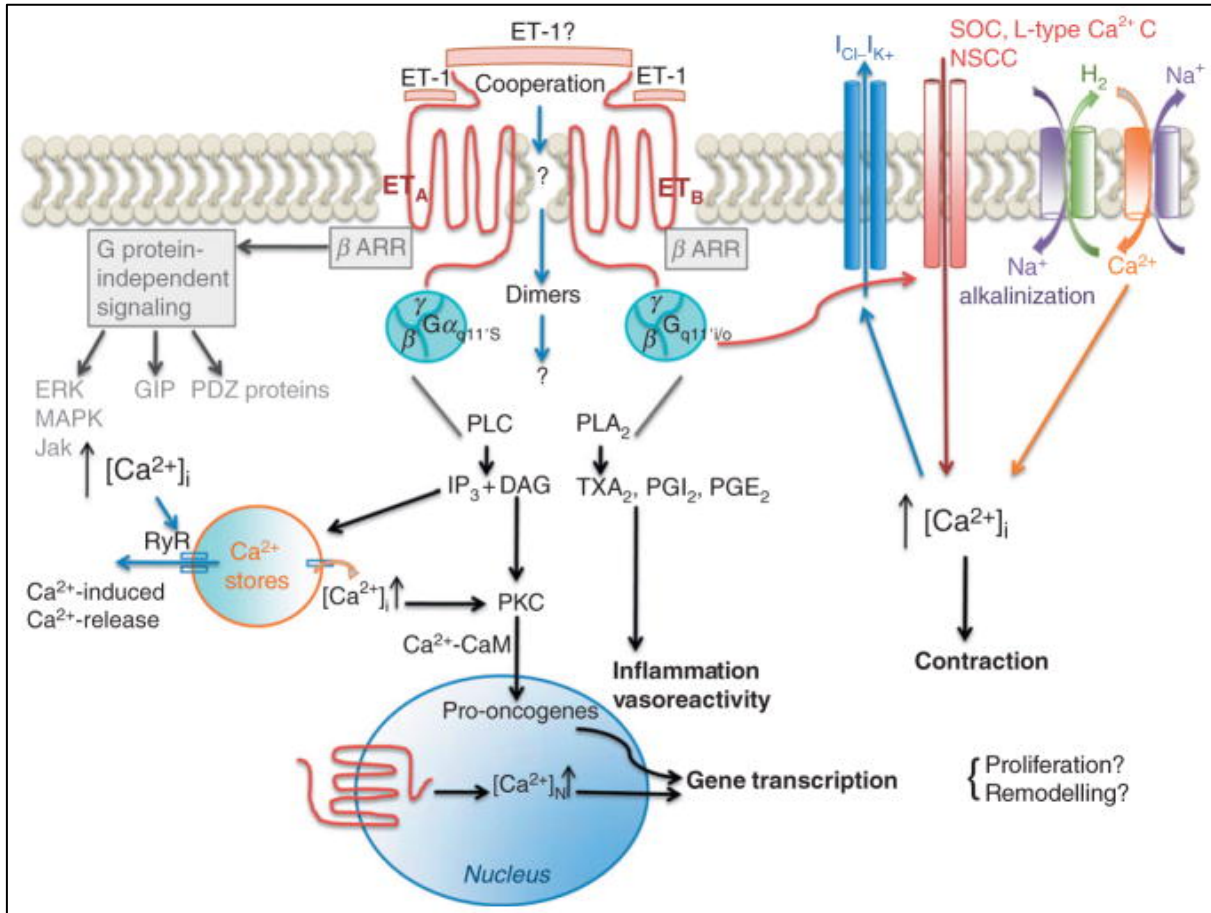 ET-1?
ET-1
Cooperation
ET-1
I_Cl– I_K+
SOC, L-type Ca²⁺ C
NSCC
H₂
Na⁺
?
ET_A
ET_B
β ARR
β ARR
G protein-
independent
signaling
Na⁺
alkalinization
Ca²⁺
Dimers
γ
β
Gα_q11'S
γ
β
G_q11'i/o
?
ERK
MAPK
Jak
GIP
PDZ proteins
PLC
PLA₂
[Ca²⁺]i
IP₃ + DAG
TXA₂, PGI₂, PGE₂
[Ca²⁺]i
RyR
Ca²⁺
stores
Ca²⁺-induced
Ca²⁺-release
[Ca²⁺]i
PKC
Ca²⁺-CaM
Inflammation
vasoreactivity
Contraction
Pro-oncogenes
[Ca²⁺]N
Gene transcription
{ Proliferation?
Remodelling?
Nucleus